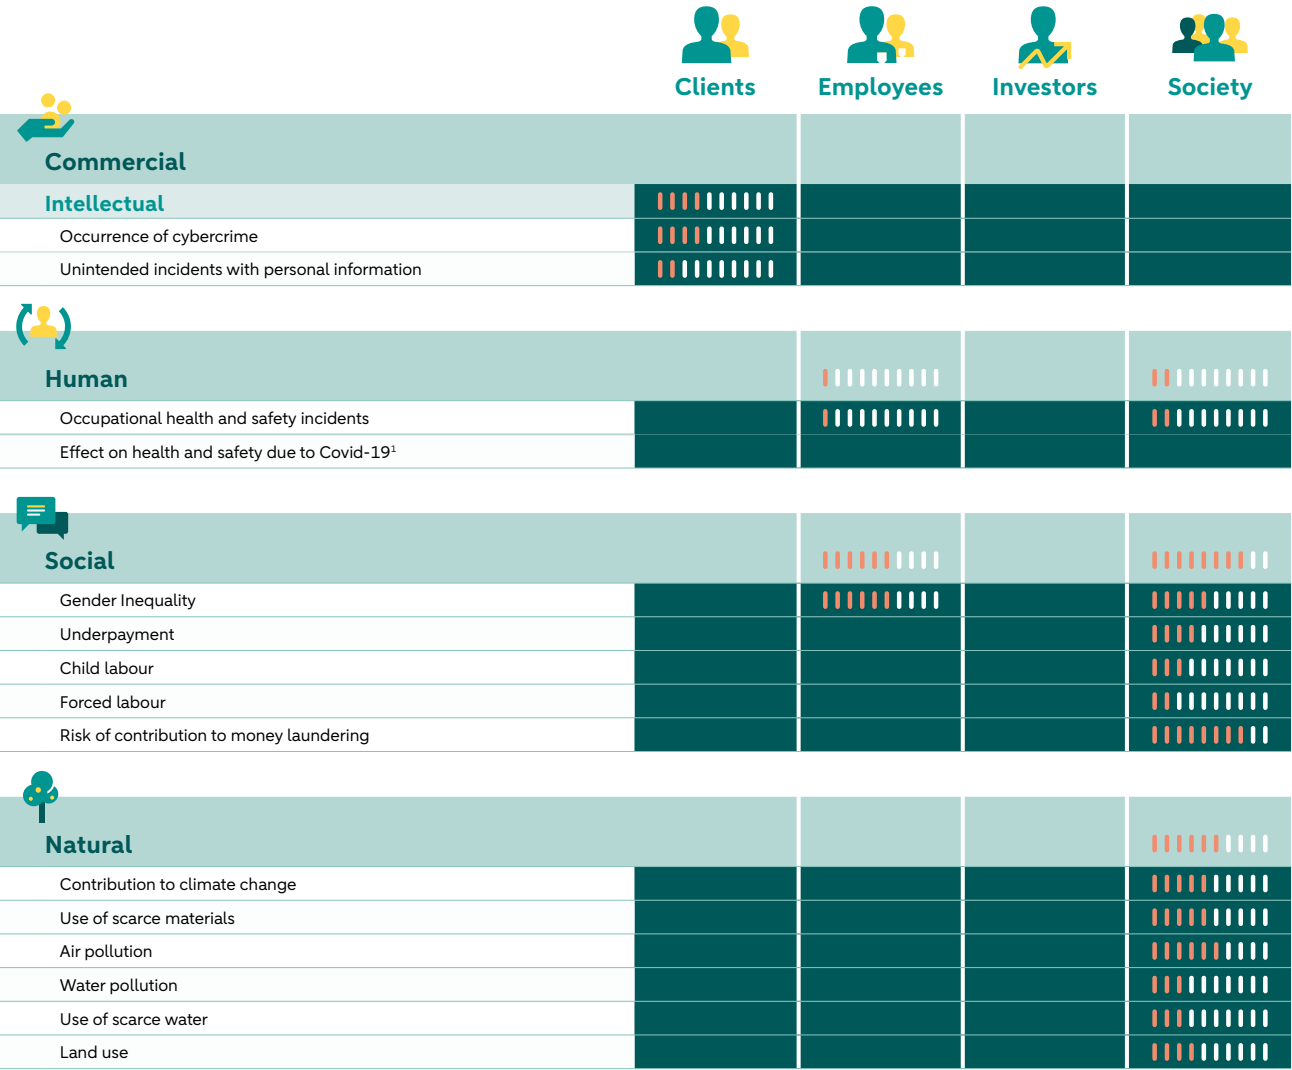 Clients Employees Investors Society
Commercial
Intellectual
Occurrence of cybercrime
Unintended incidents with personal information
Human
Occupational health and safety incidents
Effect on health and safety due to Covid-19¹
Social
Gender Inequality
Underpayment
Child labour
Forced labour
Risk of contribution to money laundering
Natural
Contribution to climate change
Use of scarce materials
Air pollution
Water pollution
Use of scarce water
Land use